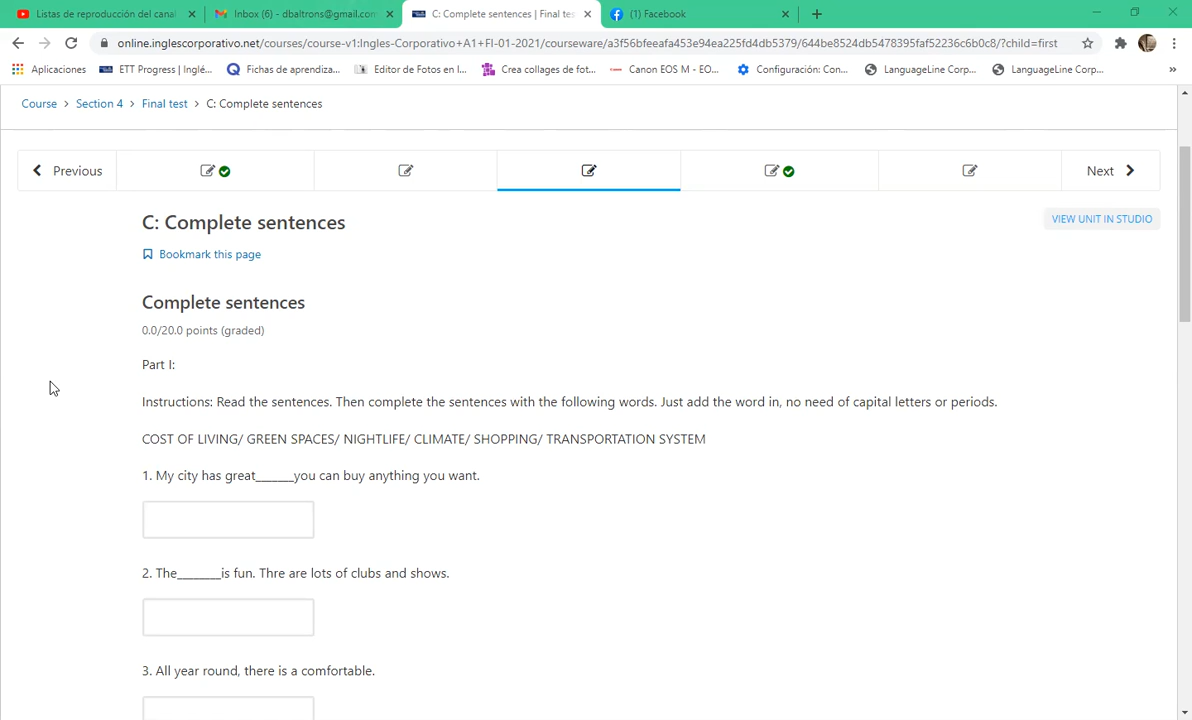 Listas de reproducción del canal
Inbox (6) - dbaltrons@gmail.com
C: Complete sentences | Final tes
(1) Facebook
online.inglescorporativo.net/courses/course-v1:Ingles-Corporativo+A1+FI-01-2021/courseware/a3f56bfeeafa453e94ea225fd4db5379/644be8524db5478395faf52236c6b0c8/?child=first
Aplicaciones
ETT Progress | Inglé...
Fichas de aprendiza...
Editor de Fotos en l...
Crea collages de fot...
Canon EOS M - EO...
Configuración: Con...
LanguageLine Corp...
LanguageLine Corp...
»
Course > Section 4 > Final test > C: Complete sentences
Previous
Next
C: Complete sentences
VIEW UNIT IN STUDIO
Bookmark this page
Complete sentences
0.0/20.0 points (graded)
Part I:
Instructions: Read the sentences. Then complete the sentences with the following words. Just add the word in, no need of capital letters or periods.
COST OF LIVING/ GREEN SPACES/ NIGHTLIFE/ CLIMATE/ SHOPPING/ TRANSPORTATION SYSTEM
1. My city has great______you can buy anything you want.
2. The_______is fun. Thre are lots of clubs and shows.
3. All year round, there is a comfortable.